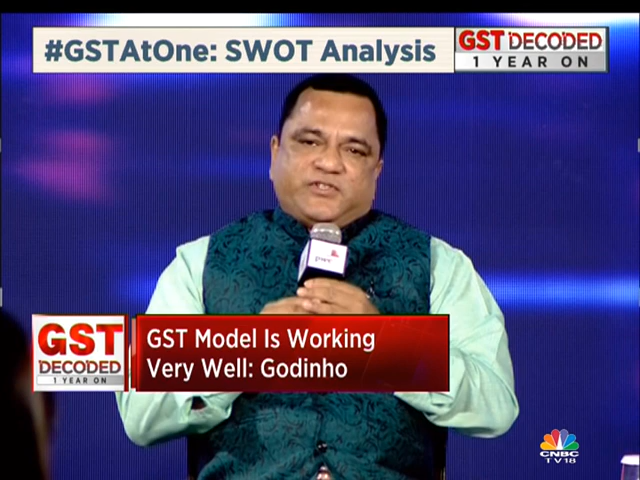 #GSTAtOne: SWOT Analysis
GST DECODED
1 YEAR ON
pwc
GST
DECODED
1 YEAR ON
GST Model Is Working
Very Well: Godinho
CNBC
TV18